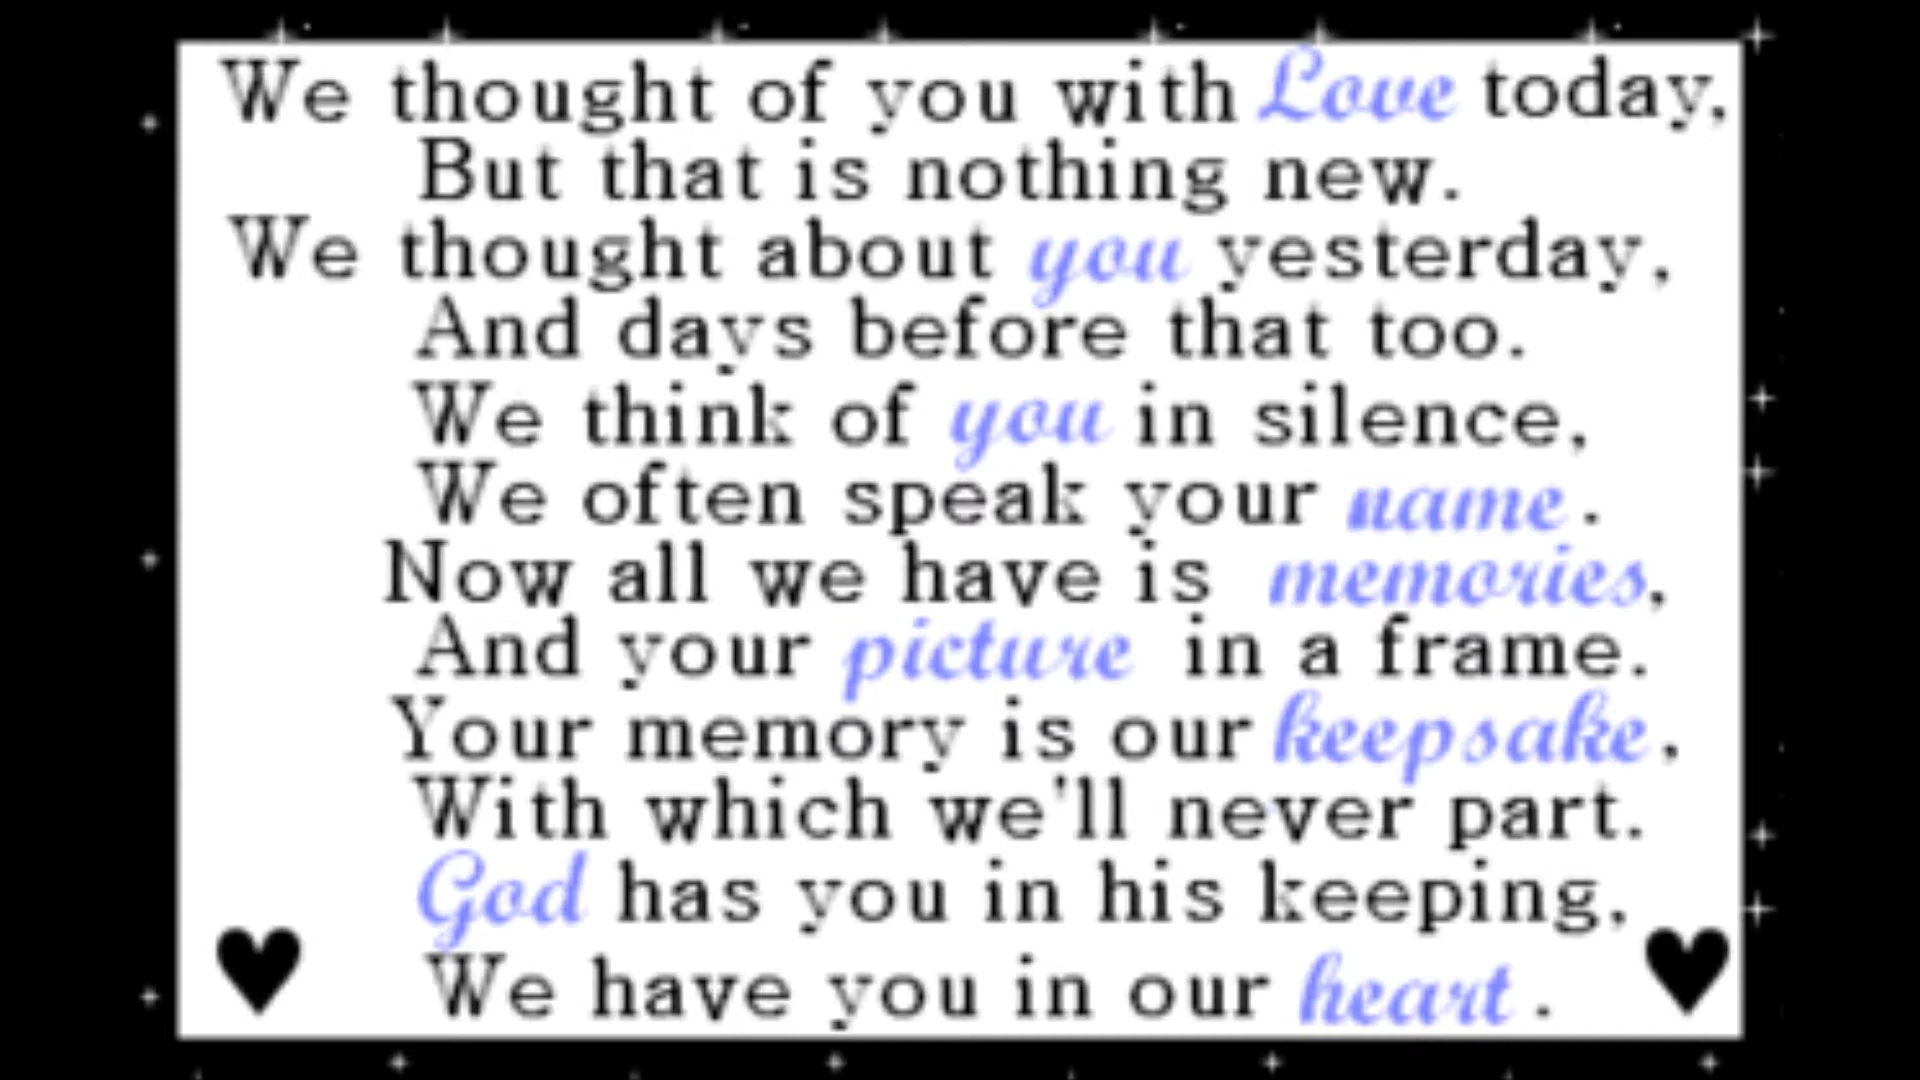 We thought of you with Love today,
But that is nothing new.
We thought about you yesterday,
And days before that too.
We think of you in silence,
We often speak your name.
Now all we have is memories,
And your picture in a frame.
Your memory is our keepsake,
With which we'll never part.
God has you in his keeping,
We have you in our heart.